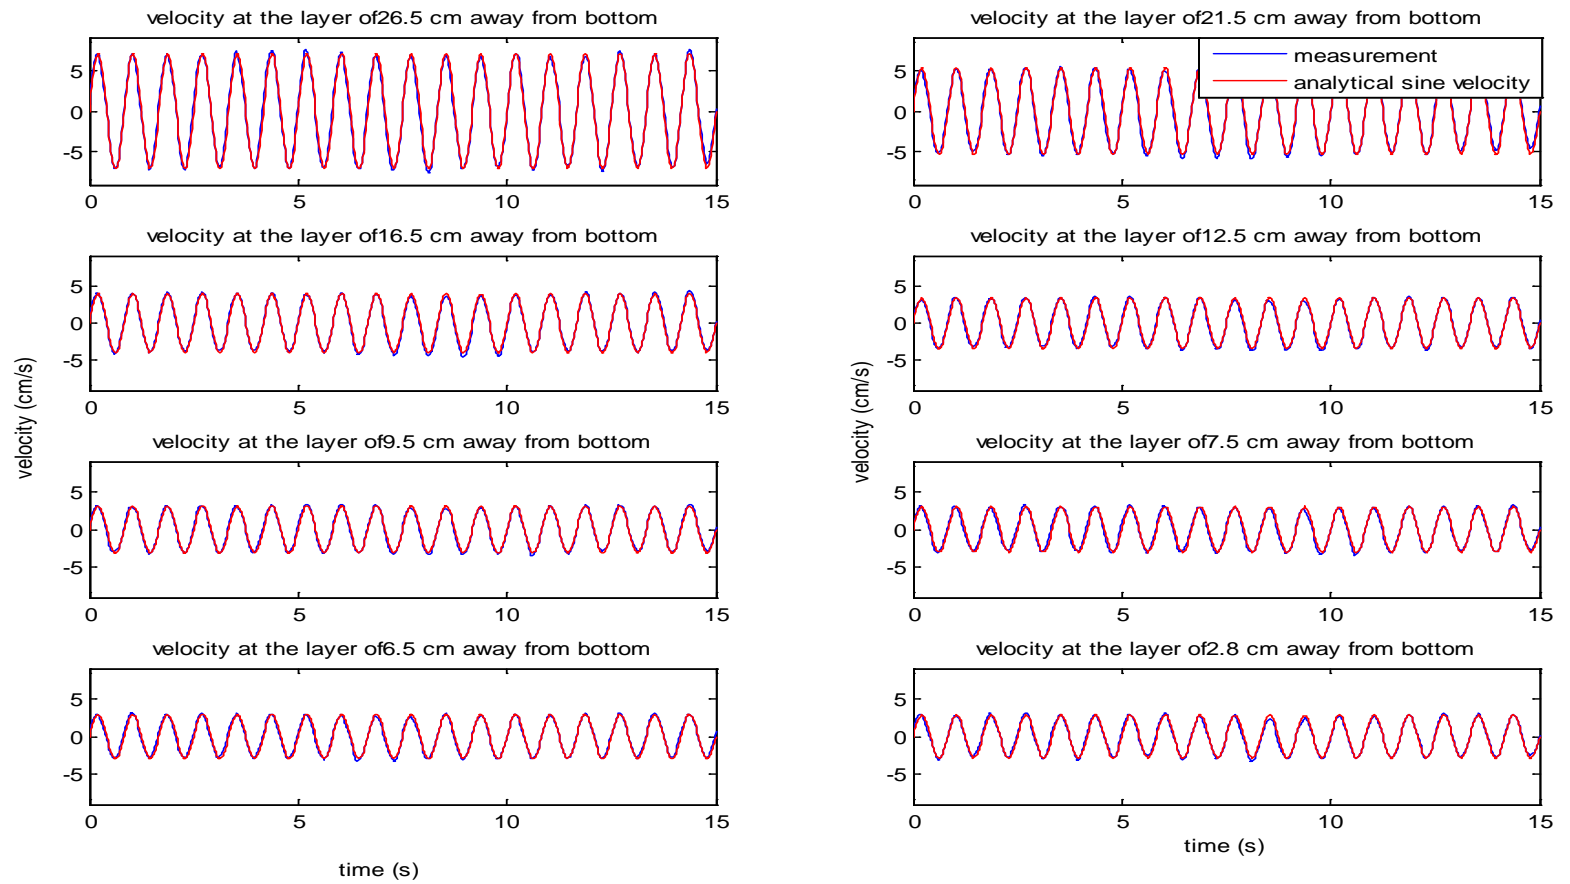 velocity at the layer of26.5 cm away from bottom
5
0
-5
0 5 10 15
velocity at the layer of21.5 cm away from bottom
measurement
analytical sine velocity
5
0
-5
0 5 10 15
velocity at the layer of16.5 cm away from bottom
5
0
-5
0 5 10 15
velocity at the layer of12.5 cm away from bottom
5
0
-5
0 5 10 15
velocity (cm/s)
velocity (cm/s)
velocity at the layer of9.5 cm away from bottom
5
0
-5
0 5 10 15
velocity at the layer of7.5 cm away from bottom
5
0
-5
0 5 10 15
velocity at the layer of6.5 cm away from bottom
5
0
-5
0 5 10 15
time (s)
velocity at the layer of2.8 cm away from bottom
5
0
-5
0 5 10 15
time (s)